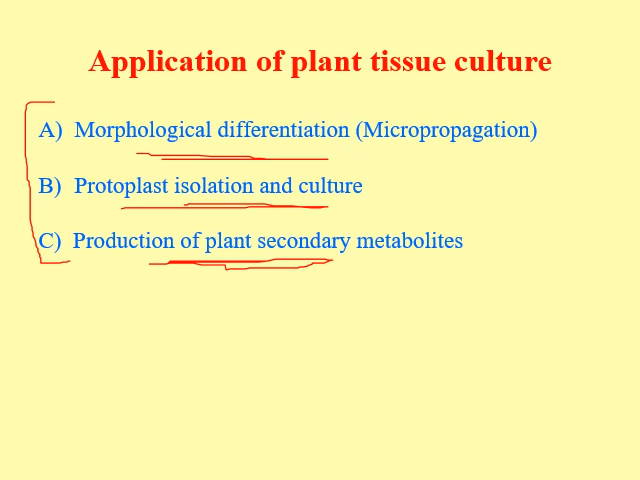 Application of plant tissue culture
A) Morphological differentiation (Micropropagation)
B) Protoplast isolation and culture
C) Production of plant secondary metabolites